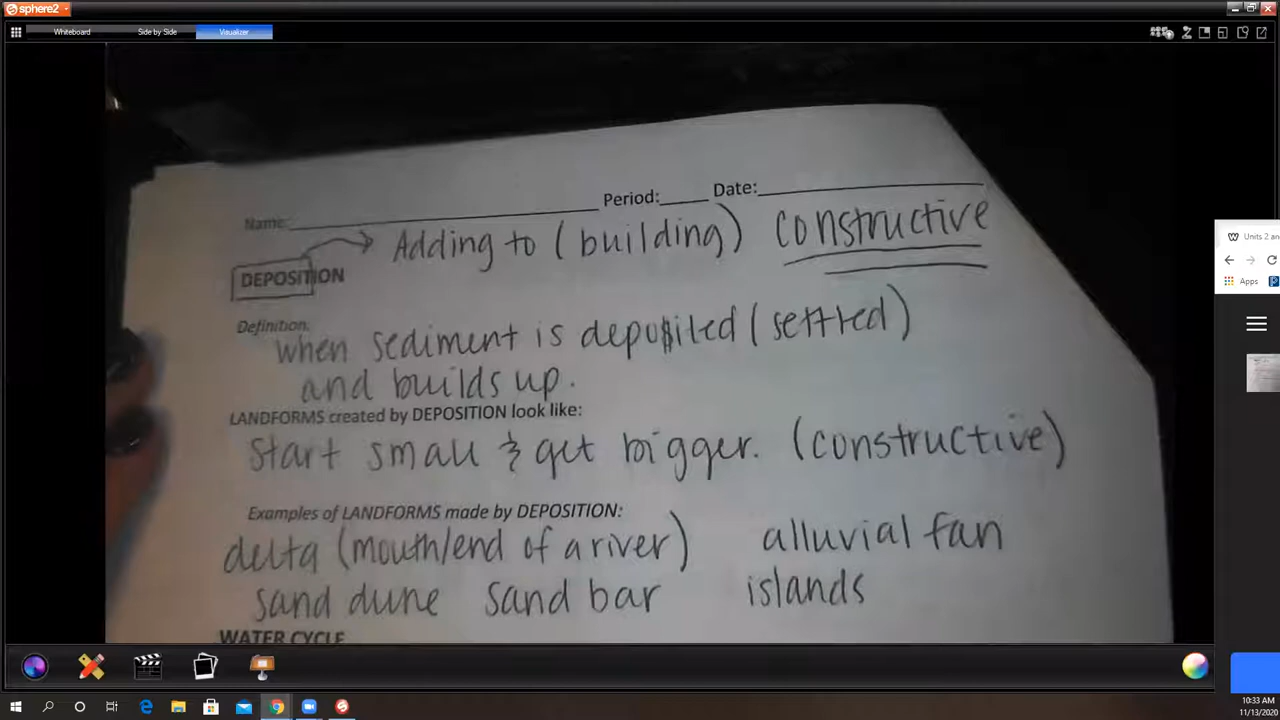 sphere2
Whiteboard Side by Side Visualizer
Name: Period: Date:
Adding to (building) constructive
DEPOSITION
Definition:
when sediment is deposited (settled)
and builds up.
LANDFORMS created by DEPOSITION look like:
start small & get bigger. (constructive)
Examples of LANDFORMS made by DEPOSITION:
delta (mouth/end of a river) alluvial fan
sand dune sand bar islands
WATER CYCLE
Units 2 an
Apps
10:33 AM
11/13/2020